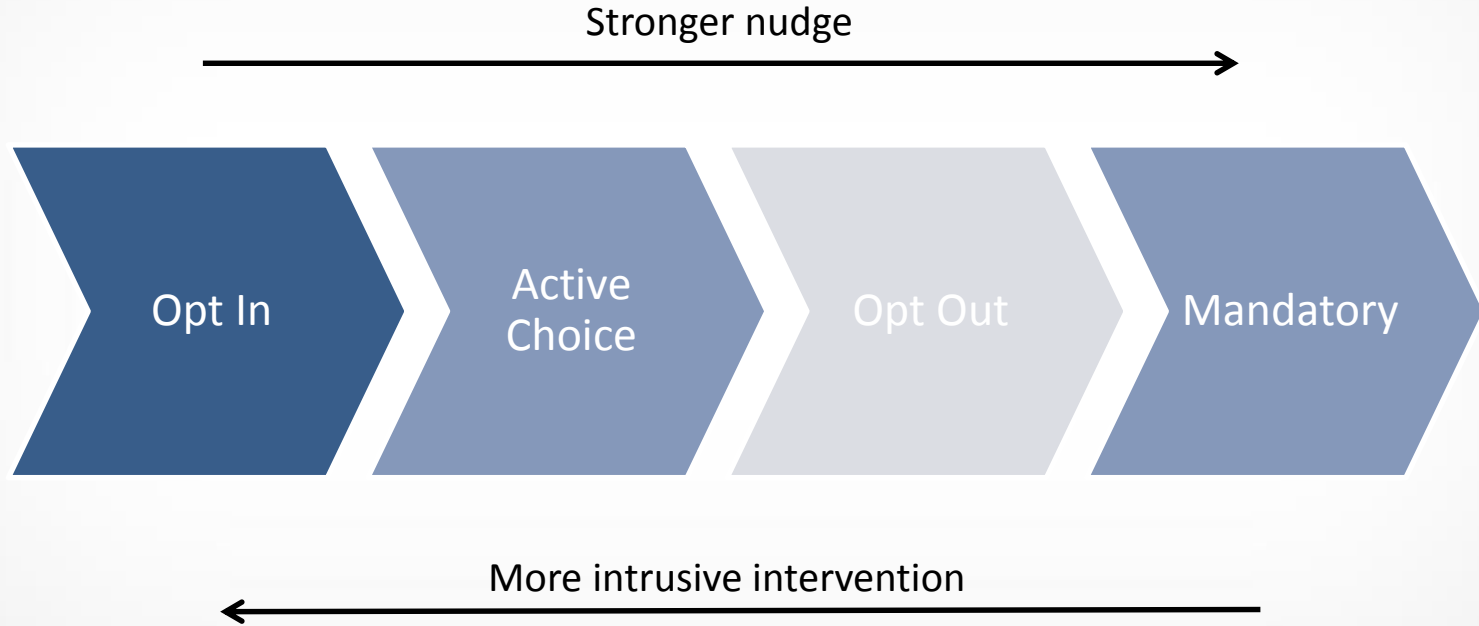 Stronger nudge
Opt In
Active
Choice
Opt Out
Mandatory
More intrusive intervention